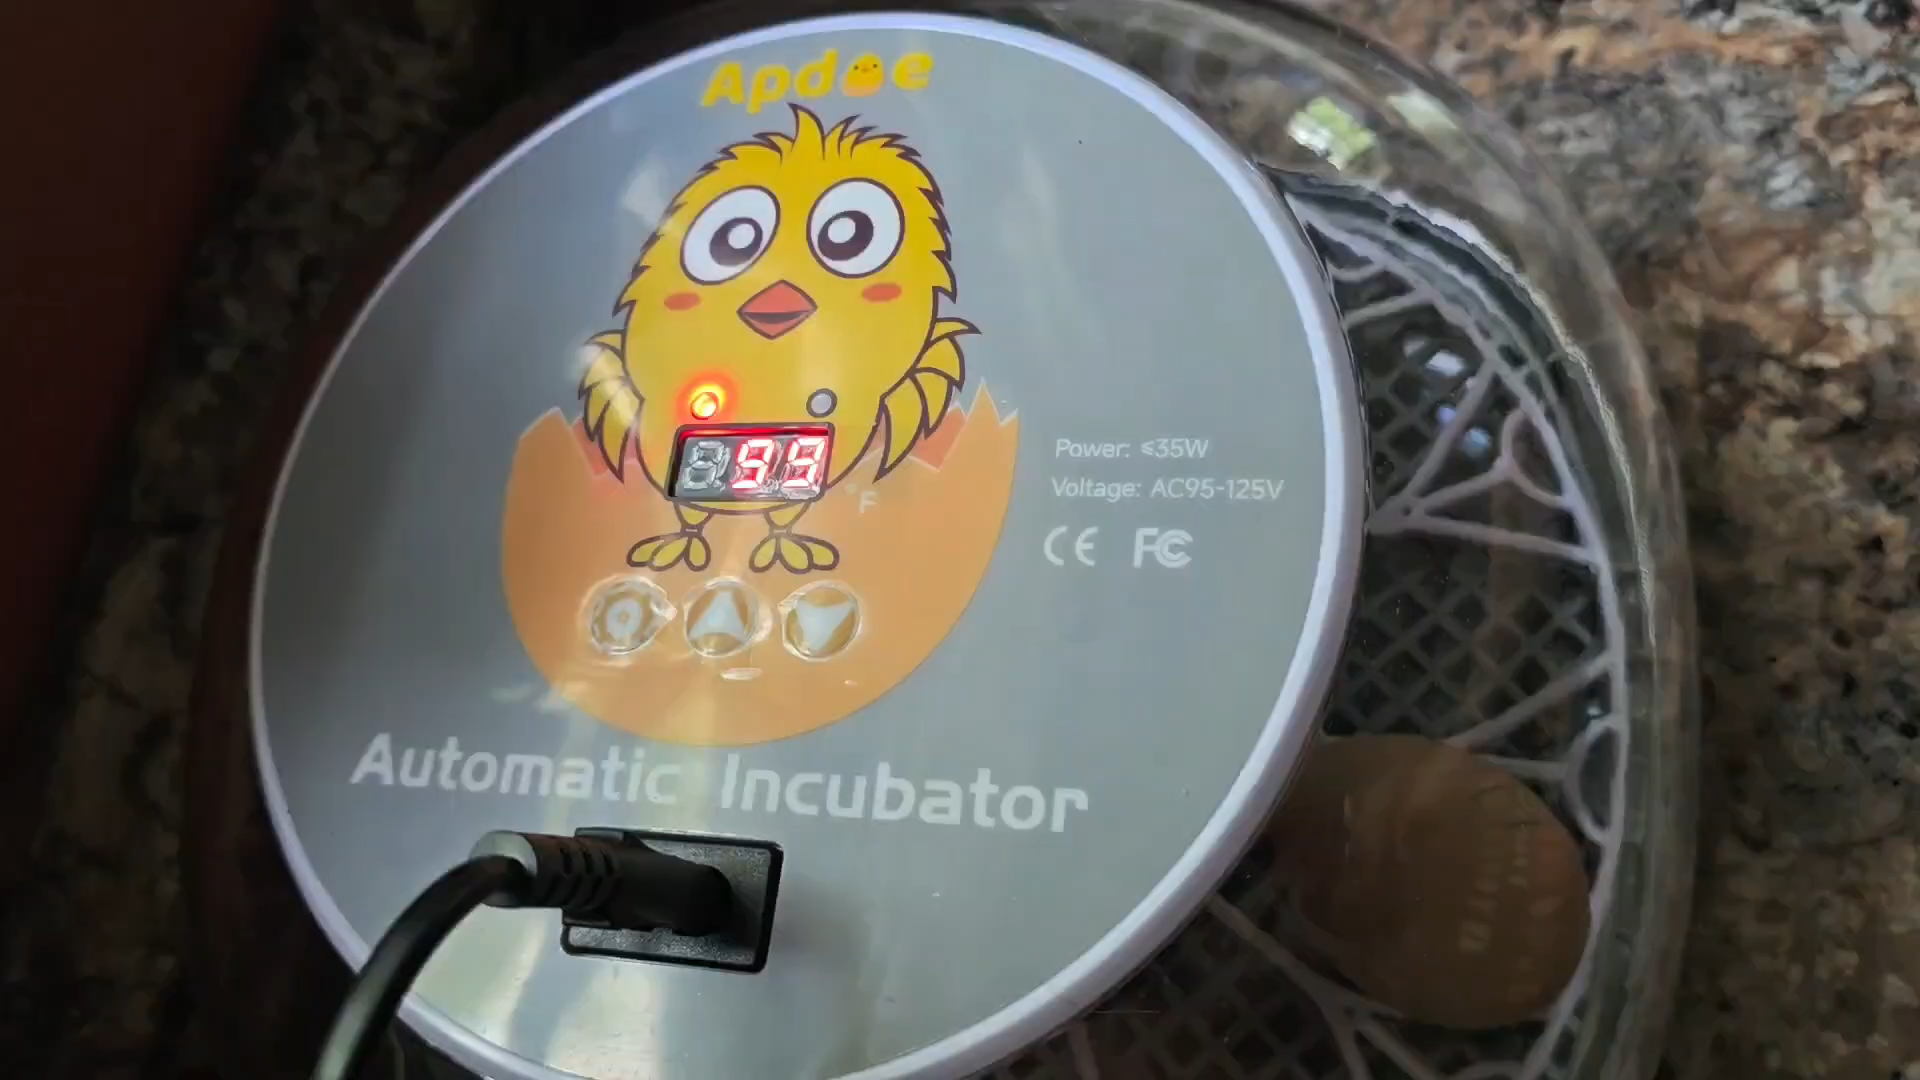 Apdoe
99
°F
Power: ≤35W
Voltage: AC95-125V
CE FC
Automatic Incubator